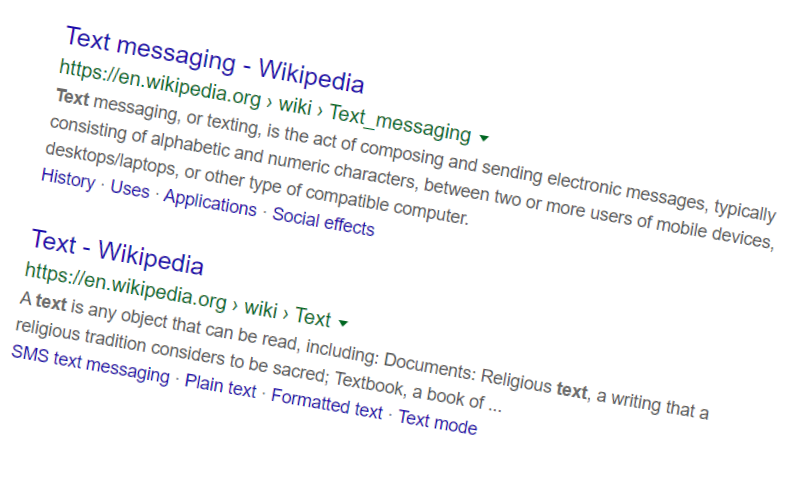 Text messaging - Wikipedia
https://en.wikipedia.org › wiki › Text_messaging
Text messaging, or texting, is the act of composing and sending electronic messages, typically
consisting of alphabetic and numeric characters, between two or more users of mobile devices,
desktops/laptops, or other type of compatible computer.
History · Uses · Applications · Social effects
Text - Wikipedia
https://en.wikipedia.org › wiki › Text
A text is any object that can be read, including: Documents: Religious text, a writing that a
religious tradition considers to be sacred; Textbook, a book of ...
SMS text messaging · Plain text · Formatted text · Text mode